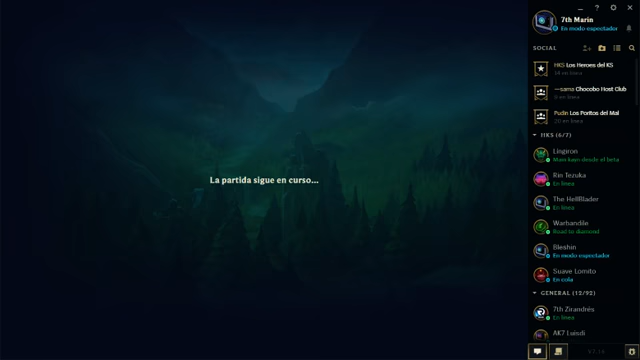 7th Marin
En modo espectador
SOCIAL
HKS Los Heroes del KS
14 en línea
—sama Chocobo Host Club
en línea
Pudin Los Poritos del Mal
20 en línea
HKS (6/7)
Lingiron
Main kayn desde el beta
Rin Tezuka
En línea
The HellBlader
En línea
Warhandile
Road to diamond
La partida sigue en curso...
Bleshin
En modo espectador
Suave Lomito
En cola
GENERAL (12/92)
7th Zirandrés
En línea
AK7 Luisdi